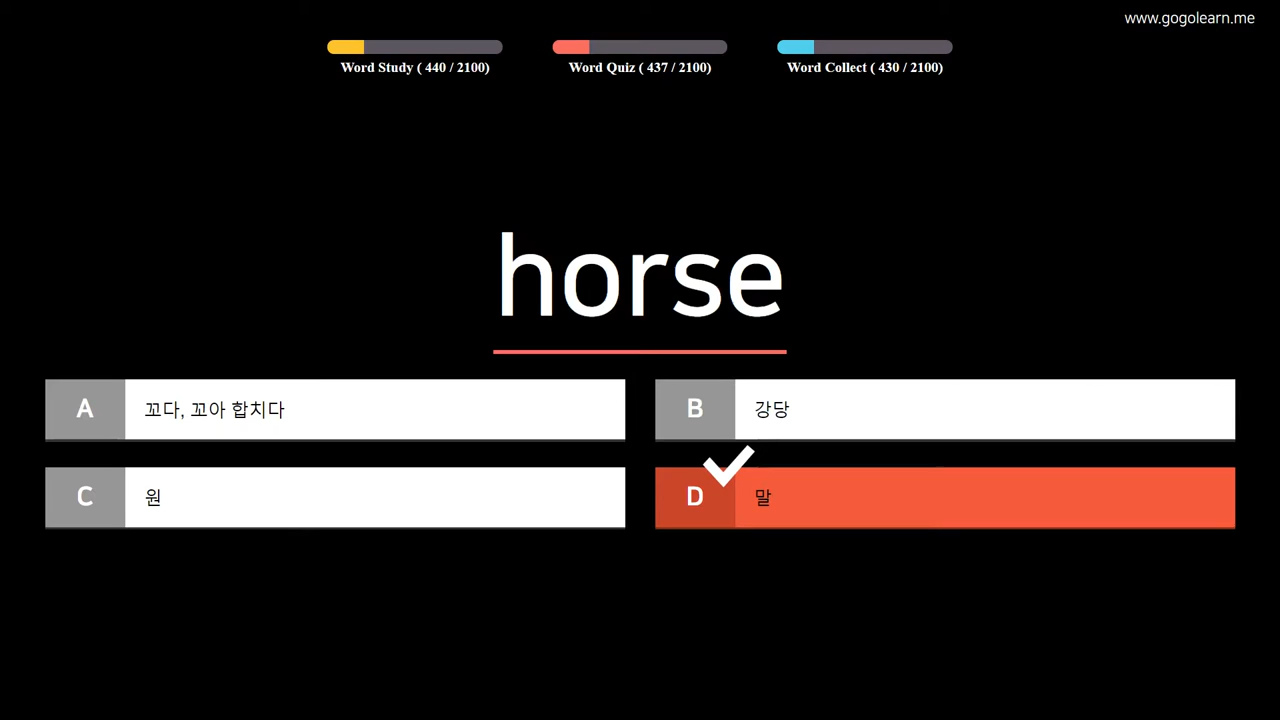 www.gogolearn.me
Word Study ( 440 / 2100)
Word Quiz ( 437 / 2100)
Word Collect ( 430 / 2100)
horse
A 꼬다, 꼬아 합치다
B 강당
C 원
D 말